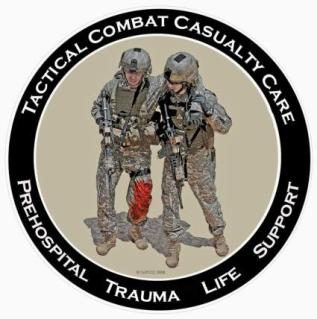 TACTICAL COMBAT CASUALTY CARE
PREHOSPITAL TRAUMA LIFE SUPPORT